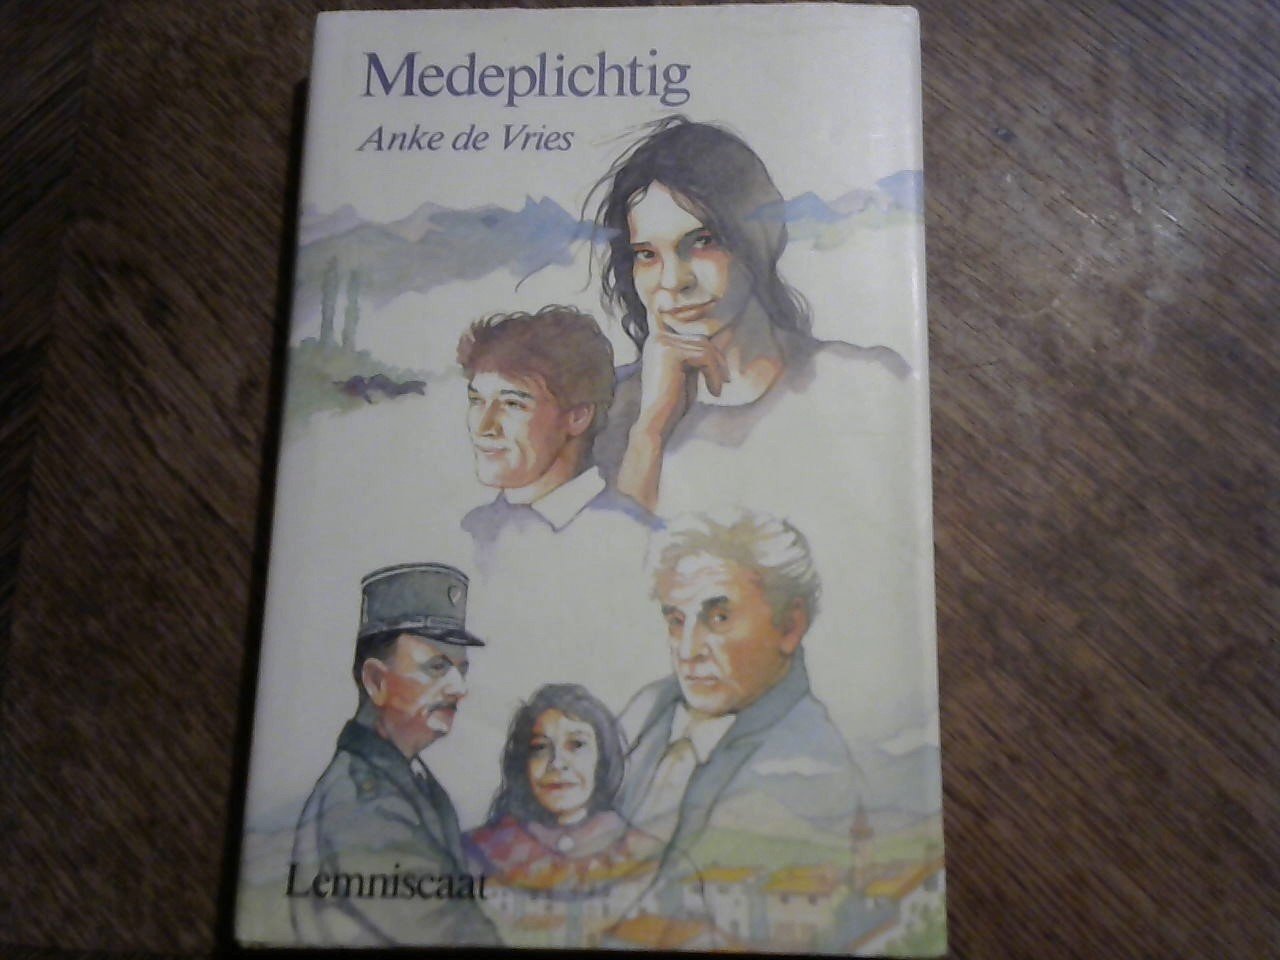 Medeplichtig
Anke de Vries
Lemniscaat